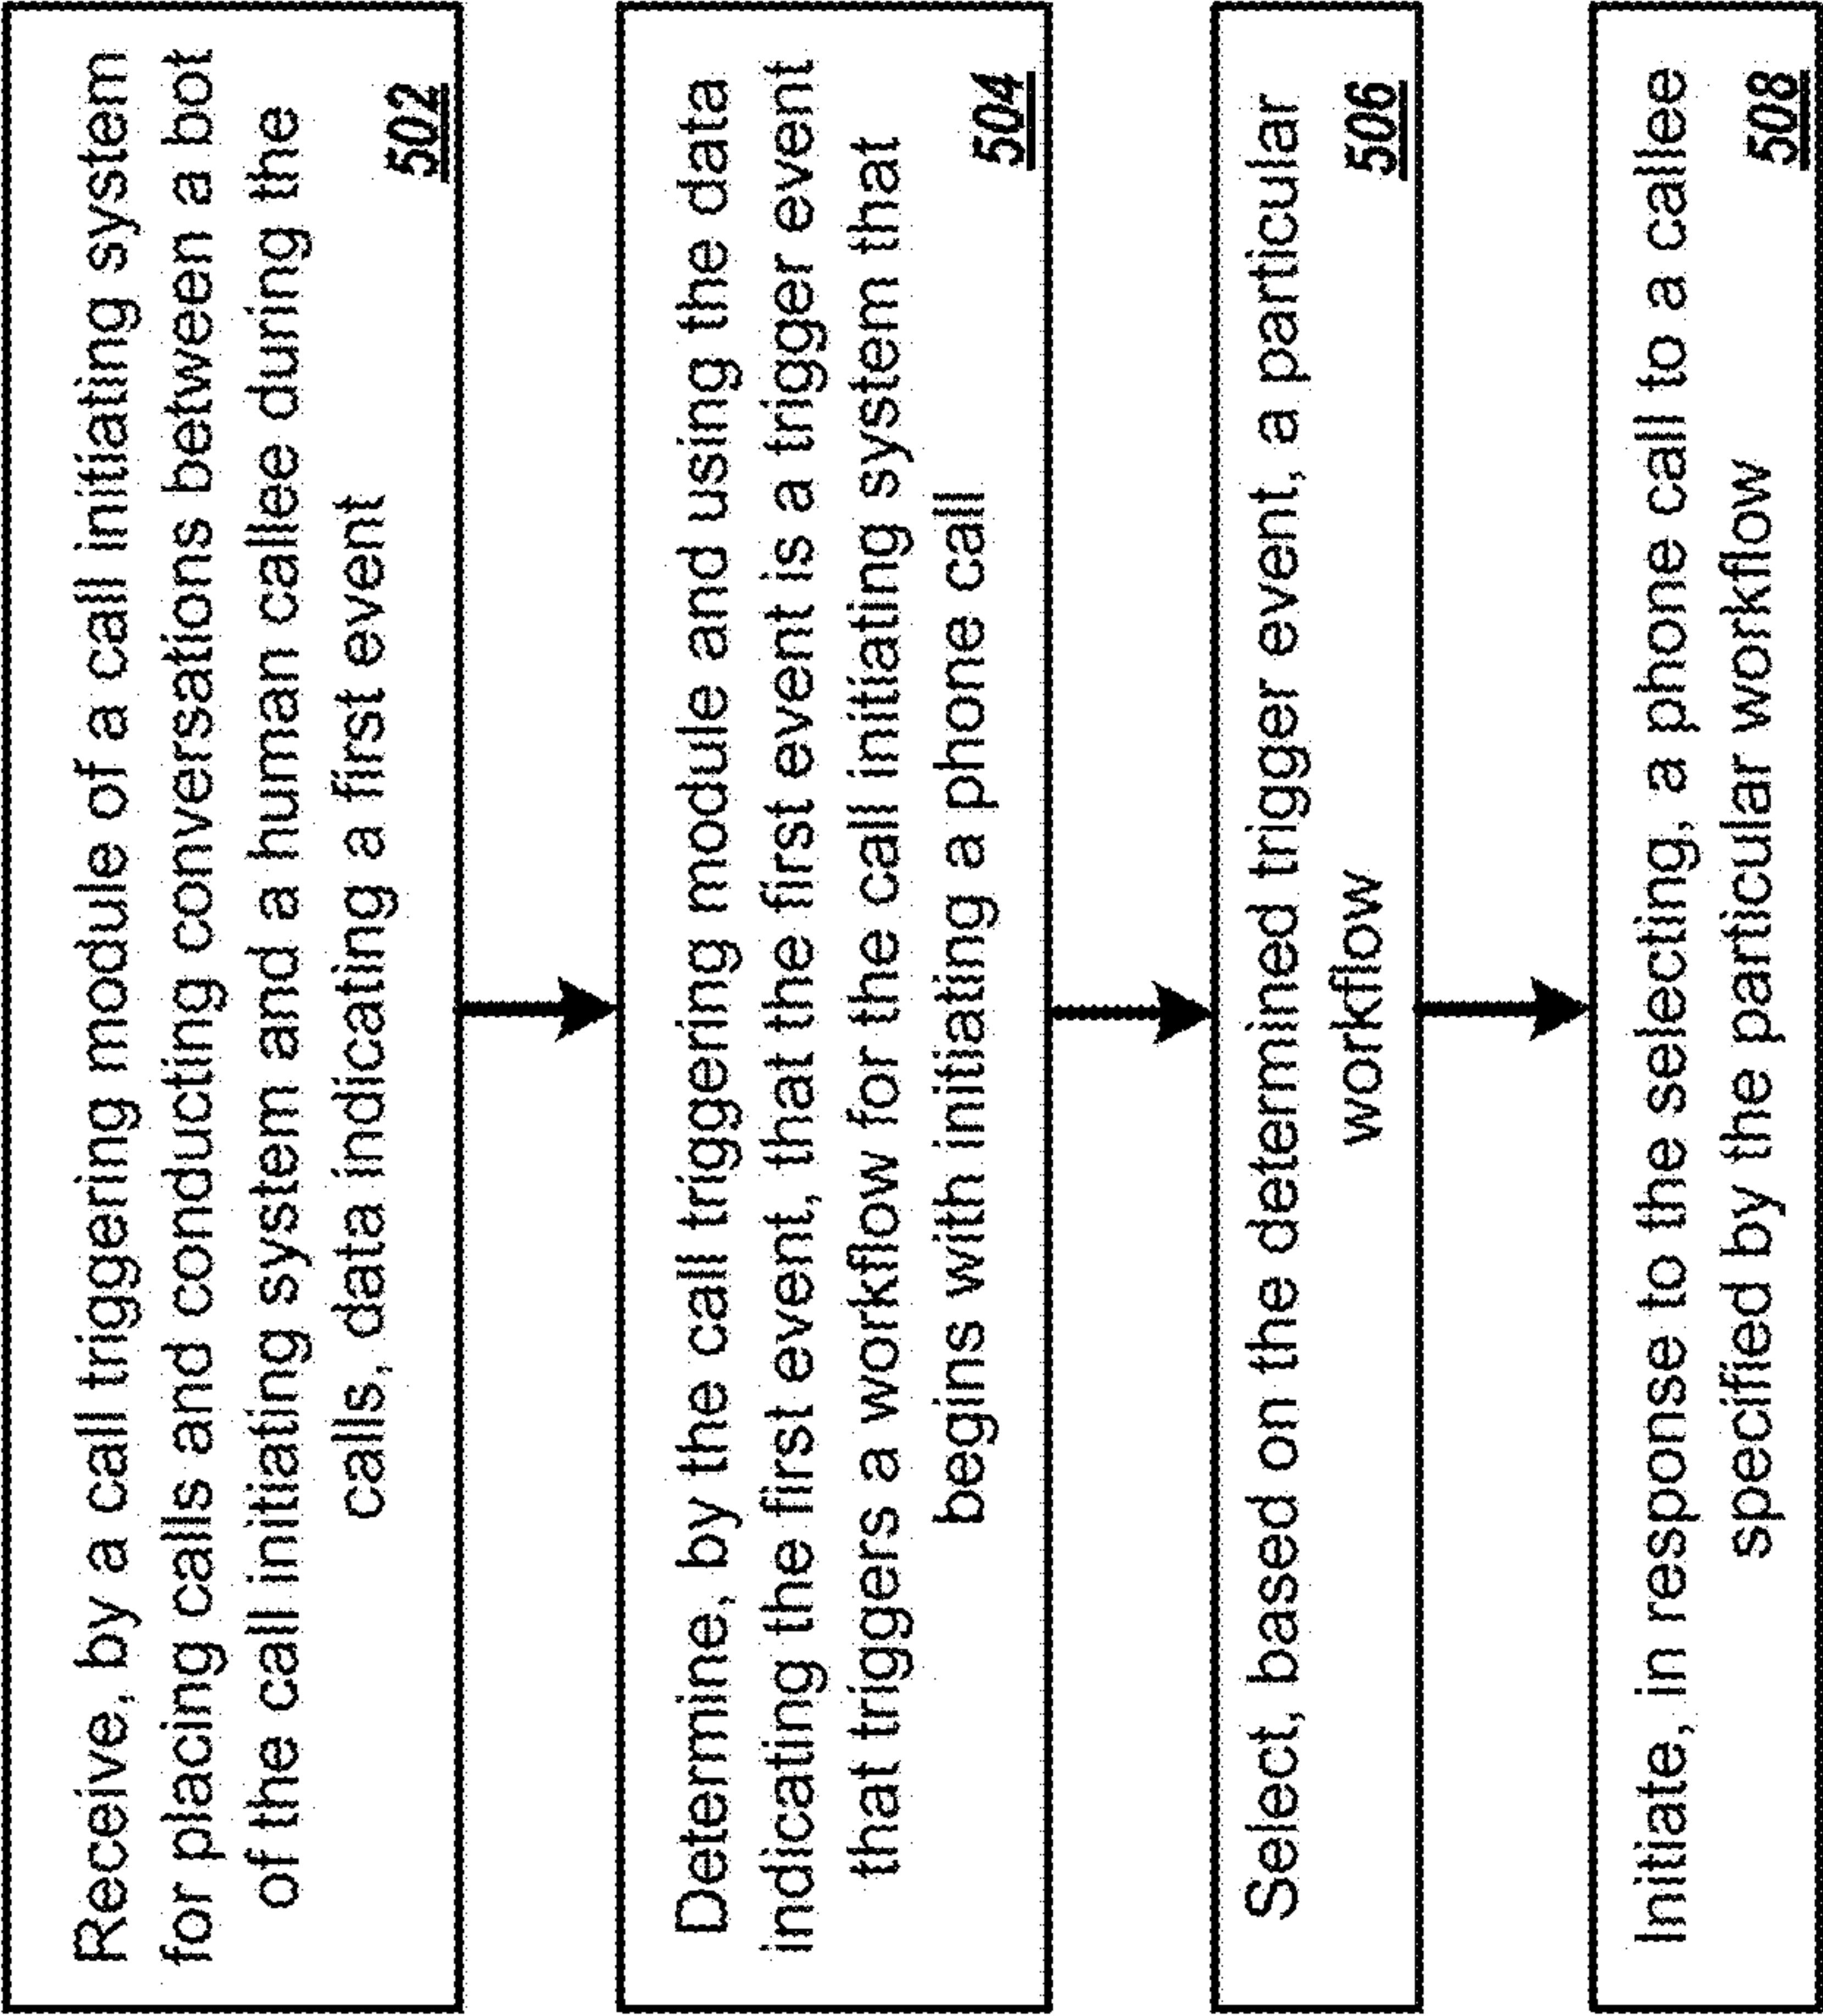 Receive, by a call triggering module of a call initiating system
for placing calls and conducting conversations between a bot
of the call initiating system and a human callee during the
calls, data indicating a first event
502
Determine, by the call triggering module and using the data
indicating the first event, that the first event is a trigger event
that triggers a workflow for the call initiating system that
begins with initiating a phone call
504
Select, based on the determined trigger event, a particular
workflow
506
Initiate, in response to the selecting, a phone call to a callee
specified by the particular workflow
508